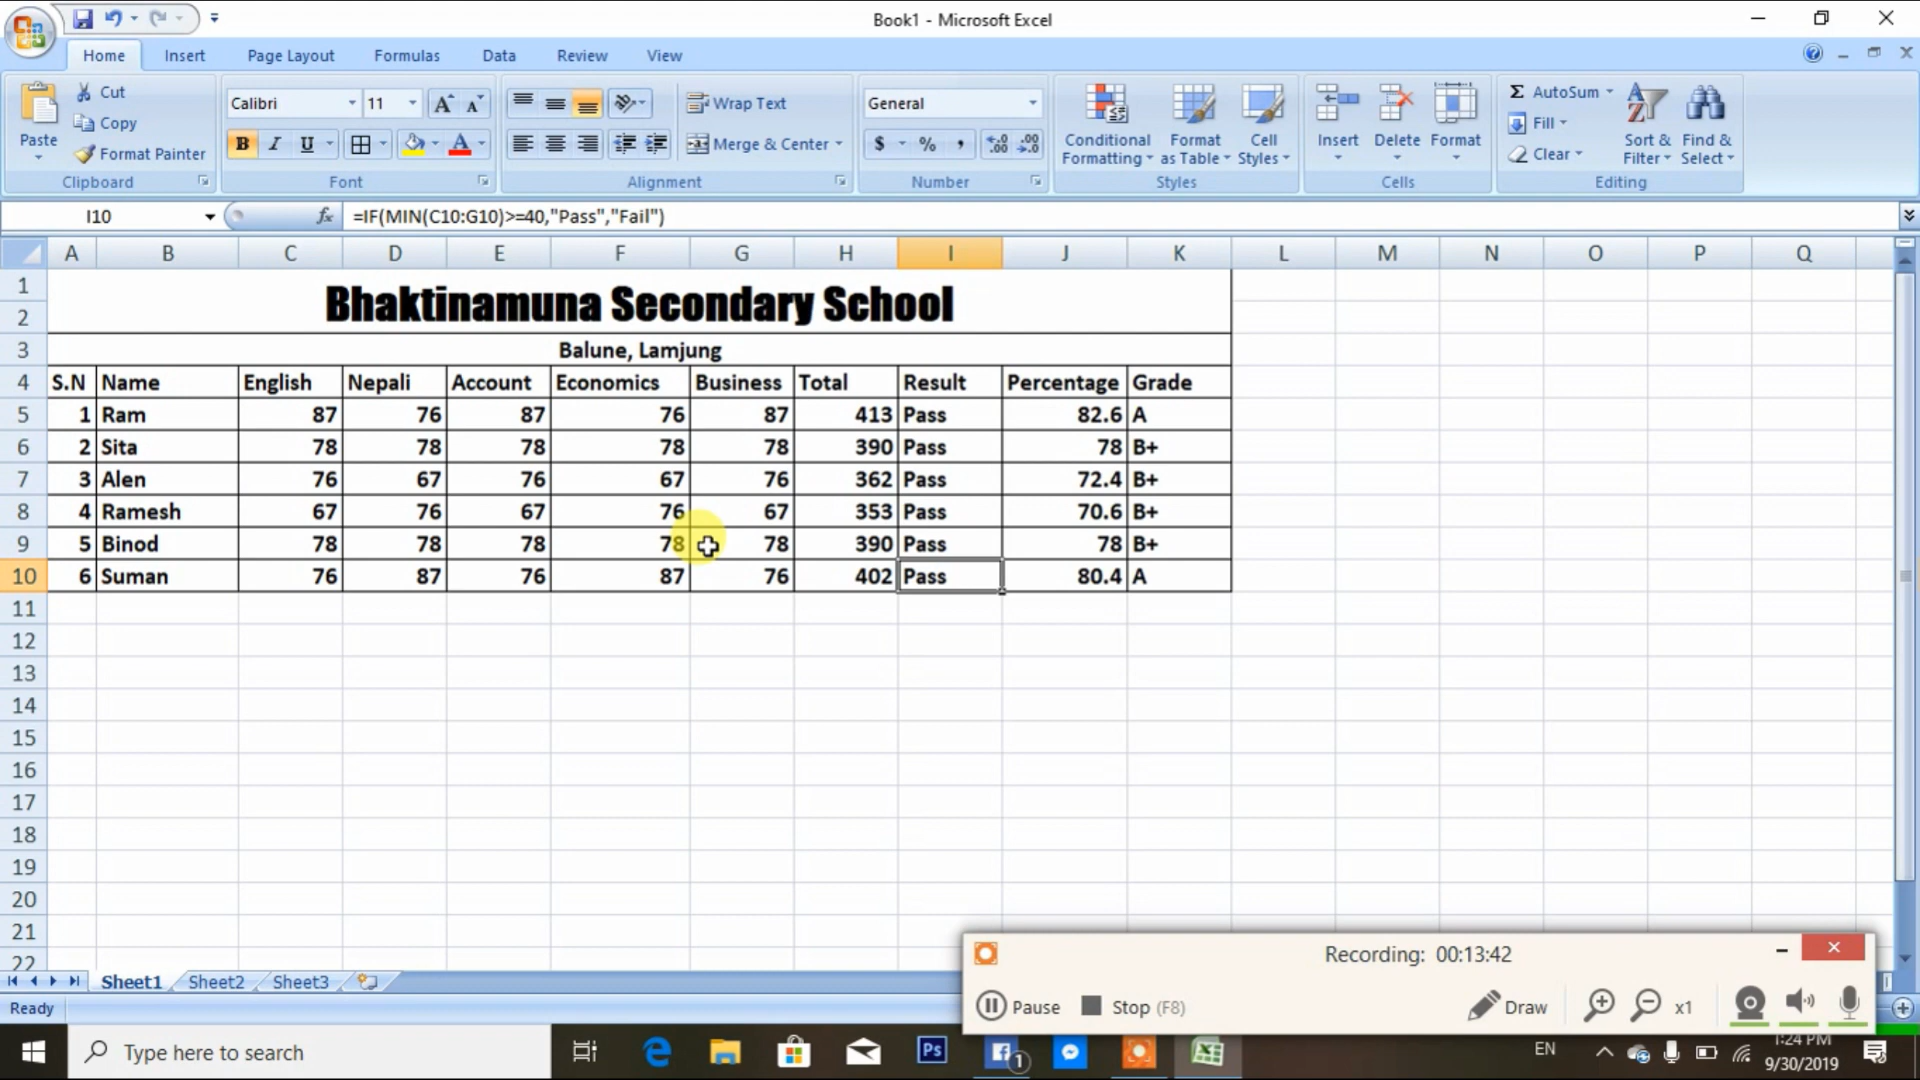 Book1 - Microsoft Excel
Home Insert Page Layout Formulas Data Review View
Cut
Copy
Format Painter
Paste
Clipboard
Calibri 11
B I U
Font
Wrap Text
Merge & Center
Alignment
General
$ % ,
Number
Conditional Formatting
Format as Table
Cell Styles
Styles
Insert Delete Format
Cells
AutoSum
Fill
Clear
Sort & Filter
Find & Select
Editing
I10 fx =IF(MIN(C10:G10)>=40,"Pass","Fail")
A B C D E F G H I J K L M N O P Q
1
2 Bhaktinamuna Secondary School
3 Balune, Lamjung
4 S.N Name English Nepali Account Economics Business Total Result Percentage Grade
5 1 Ram 87 76 87 76 87 413 Pass 82.6 A
6 2 Sita 78 78 78 78 78 390 Pass 78 B+
7 3 Alen 76 67 76 67 76 362 Pass 72.4 B+
8 4 Ramesh 67 76 67 76 67 353 Pass 70.6 B+
9 5 Binod 78 78 78 78 78 390 Pass 78 B+
10 6 Suman 76 87 76 87 76 402 Pass 80.4 A
11
12
13
14
15
16
17
18
19
20
21
22
Sheet1 Sheet2 Sheet3
Ready
Recording: 00:13:42
Pause Stop (F8) Draw x1
Type here to search
Ps
1
EN
1:24 PM
9/30/2019